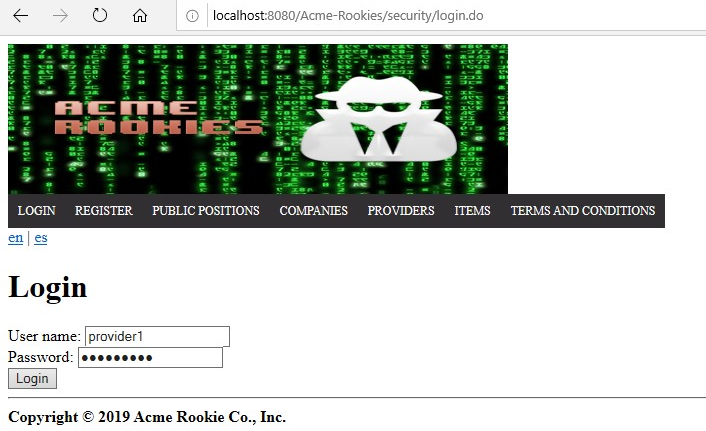 localhost:8080/Acme-Rookies/security/login.do
ACME
ROOKIES
LOGIN REGISTER PUBLIC POSITIONS COMPANIES PROVIDERS ITEMS TERMS AND CONDITIONS
en | es
Login
User name: provider1
Password: •••••••••
Login
Copyright © 2019 Acme Rookie Co., Inc.